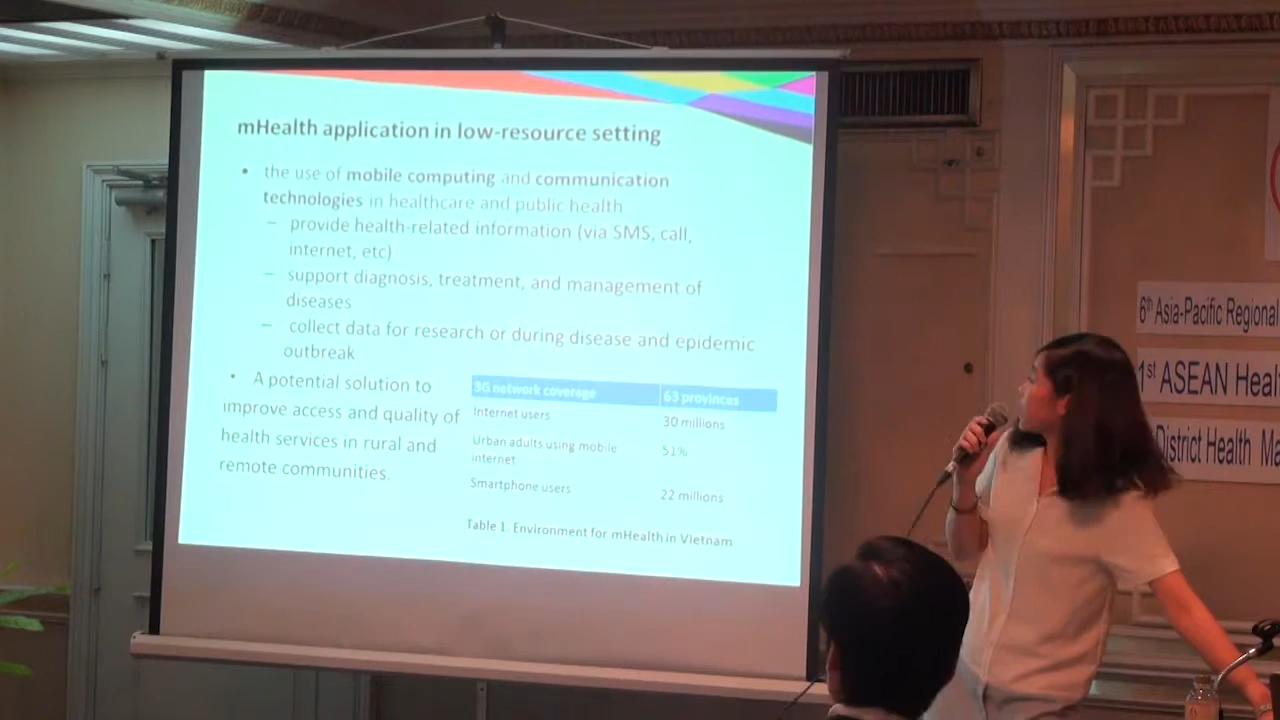 mHealth application in low-resource setting
• the use of mobile computing and communication
technologies in healthcare and public health
– provide health-related information (via SMS, call,
internet, etc)
– support diagnosis, treatment, and management of
diseases
– collect data for research or during disease and epidemic
outbreak
• A potential solution to
improve access and quality of
health services in rural and
remote communities.
3G network coverage 63 provinces
Internet users 30 millions
Urban adults using mobile
internet 51%
Smartphone users 22 millions
Table 1. Environment for mHealth in Vietnam
6th Asia-Pacific Regional
1st ASEAN Heal
District Health Ma